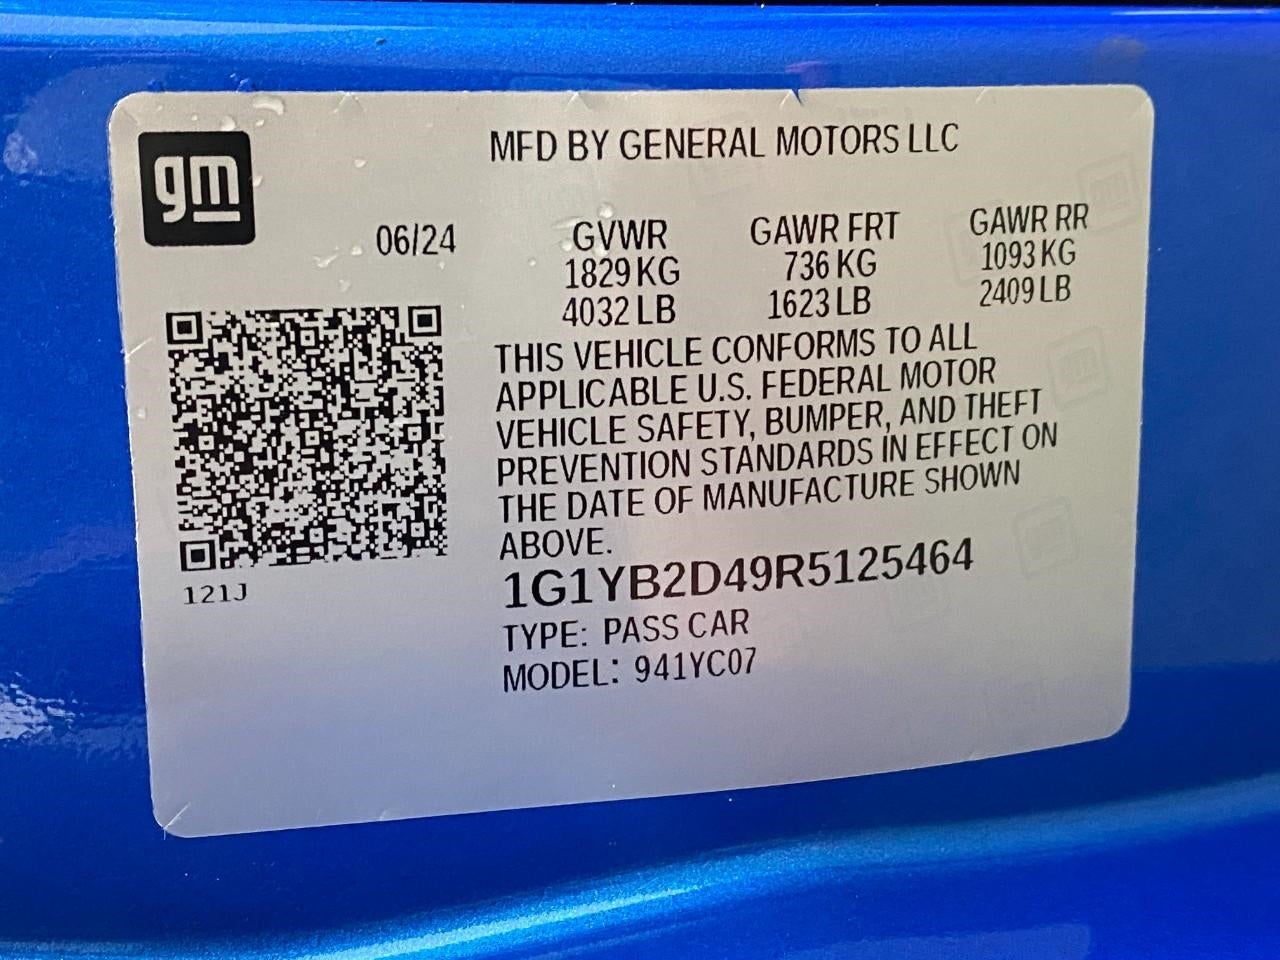 gm
MFD BY GENERAL MOTORS LLC
06/24
GVWR GAWR FRT GAWR RR
1829 KG 736 KG 1093 KG
4032 LB 1623 LB 2409 LB
THIS VEHICLE CONFORMS TO ALL
APPLICABLE U.S. FEDERAL MOTOR
VEHICLE SAFETY, BUMPER, AND THEFT
PREVENTION STANDARDS IN EFFECT ON
THE DATE OF MANUFACTURE SHOWN
ABOVE.
1G1YB2D49R5125464
TYPE: PASS CAR
MODEL: 941YC07
121J